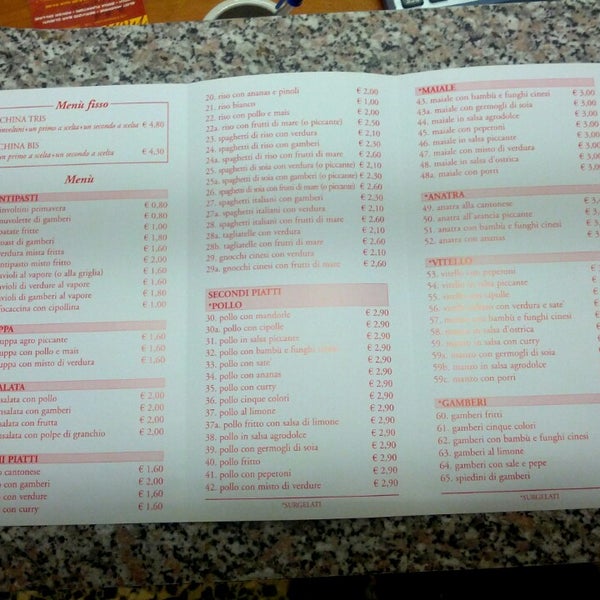 Menù fisso
CHINA TRIS
involtini • un primo a scelta • un secondo a scelta € 4,80
CHINA BIS
un primo a scelta • un secondo a scelta € 4,30
Menù
ANTIPASTI
involtini primavera € 0,80
nuvolette di gamberi € 0,80
patate fritte € 1,00
toast di gamberi € 1,80
verdura mista fritta € 1,60
antipasto misto fritto € 2,00
ravioli al vapore (o alla griglia) € 1,60
ravioli di verdure al vapore € 1,60
ravioli di gamberi al vapore € 1,80
focaccina con cipollina € 1,00
ZUPPA
zuppa agro piccante € 1,60
zuppa con pollo e mais € 1,60
zuppa con misto di verdura € 1,60
INSALATA
insalata con pollo € 2,00
insalata con gamberi € 2,00
insalata con frutta € 2,00
insalata con polpe di granchio € 2,00
PRIMI PIATTI
cantonese € 1,60
con gamberi € 2,00
con verdure € 1,60
con curry € 1,60
20. riso con ananas e pinoli € 2,00
21. riso bianco € 1,00
22. riso con pollo e mais € 2,00
22a. riso con frutti di mare (o piccante) € 2,50
23. spaghetti di riso con verdura € 2,10
24. spaghetti di riso con gamberi € 2,30
24a. spaghetti di riso con frutti di mare € 2,60
25. spaghetti di soia con verdura (o piccante) € 2,10
25a. spaghetti di soia con gamberi (o piccante) € 2,30
26. spaghetti di soia con frutti di mare (o piccante) € 2,60
27. spaghetti italiani con gamberi € 2,30
27a. spaghetti italiani con verdura € 2,10
28. spaghetti italiani con frutti di mare € 2,60
28a. tagliatelle con verdura € 2,10
28b. tagliatelle con frutti di mare € 2,60
29. gnocchi cinesi con verdura € 2,10
29a. gnocchi cinesi con frutti di mare € 2,60
SECONDI PIATTI
*POLLO
30. pollo con mandorle € 2,90
30a. pollo con cipolle € 2,90
31. pollo in salsa piccante € 2,90
32. pollo con bambù e funghi € 2,90
33. pollo con satè € 2,90
34. pollo con ananas € 2,90
35. pollo con curry € 2,90
36. pollo cinque colori € 2,90
37. pollo al limone € 2,90
37a. pollo fritto con salsa di limone € 2,90
38. pollo in salsa agrodolce € 2,90
39. pollo con germogli di soia € 2,90
40. pollo fritto € 2,90
41. pollo con peperoni € 2,90
42. pollo con misto di verdure € 2,90
*SURGELATI
*MAIALE
43. maiale con bambù e funghi cinesi € 3,00
43a. maiale con germogli di soia € 3,00
44. maiale in salsa agrodolce € 3,00
45. maiale con peperoni € 3,00
46. maiale in salsa piccante € 3,00
47. maiale con misto di verdura € 3,00
48. maiale in salsa d'ostrica € 3,00
48a. maiale con porri € 3,00
*ANATRA
49. anatra alla cantonese
50. anatra all'arancia piccante
51. anatra con bambù e funghi cinesi
52. anatra con ananas
*VITELLO
53. vitello con peperoni
54. vitello in salsa piccante
55. vitello con cipolle
56. vitello con verdura e satè
57. manzo con bambù e funghi cinesi
58. manzo in salsa d'ostrica
59. manzo in salsa con curry
59a. manzo con germogli di soia
59b. manzo in salsa agrodolce
59c. manzo con porri
*GAMBERI
60. gamberi fritti
61. gamberi cinque colori
62. gamberi con bambù e funghi cinesi
63. gamberi al limone
64. gamberi con sale e pepe
65. spiedini di gamberi
*SURGELATI